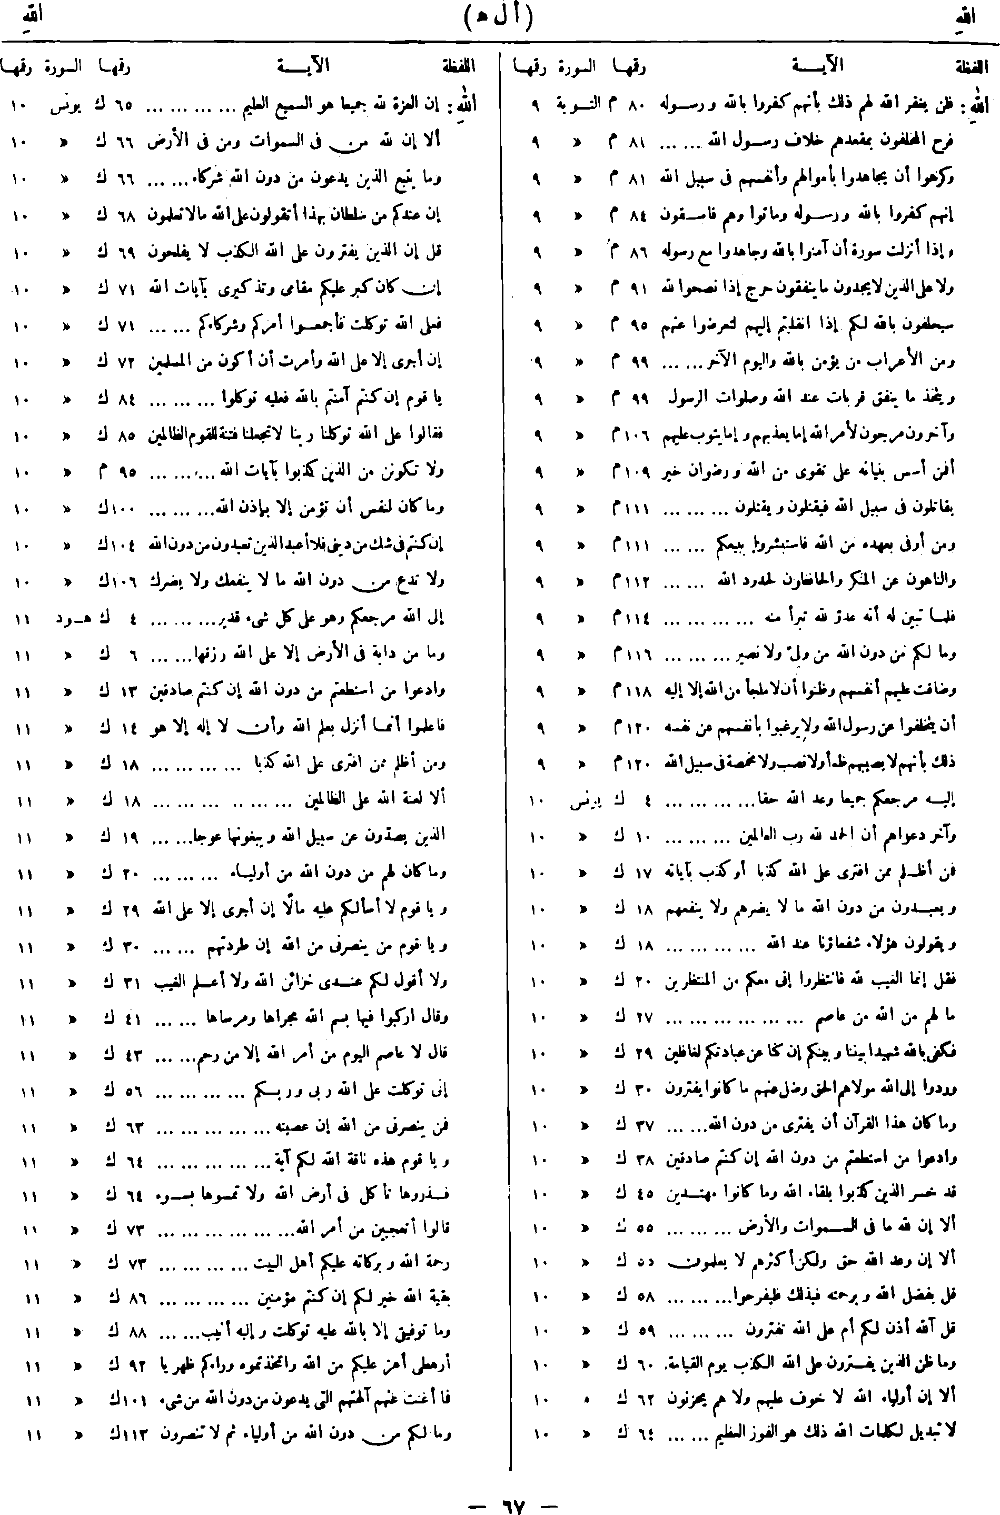 الله (أ ل ه) الله
اللفظة الآيــة رقمها السورة رقمها
الله: فلن يغفر الله لهم ذلك بأنهم كفروا بالله ورسوله ٨٠ م التوبة ٩
فرح المخلفون بمقعدهم خلاف رسول الله ... ... ٨١ م « ٩
وكرهوا أن يجاهدوا بأموالهم وأنفسهم فى سبيل الله ٨١ م « ٩
إنهم كفروا بالله ورسوله وماتوا وهم فاسقون ٨٤ م « ٩
وإذا أنزلت سورة أن آمنوا بالله وجاهدوا مع رسوله ٨٦ م « ٩
ولا على الذين لا يجدون ما ينفقون حرج إذا نصحوا لله ٩١ م « ٩
سيحلفون بالله لكم إذا انقلبتم إليهم لتعرضوا عنهم ٩٥ م « ٩
ومن الأعراب من يؤمن بالله واليوم الآخر ... ... ٩٩ م « ٩
ويتخذ ما ينفق قربات عند الله وصلوات الرسول ٩٩ م « ٩
وآخرون مرجون لأمر الله إما يعذبهم وإما يتوب عليهم ١٠٦ م « ٩
أفمن أسس بنيانه على تقوى من الله ورضوان خير ١٠٩ م « ٩
يقاتلون فى سبيل الله فيقتلون ويقتلون ... ... ... ١١١ م « ٩
ومن أوفى بعهده من الله فاستبشروا ببيعكم ... ... ١١١ م « ٩
والناهون عن المنكر والحافظون لحدود الله ... ... ١١٢ م « ٩
فلما تبين له أنه عدو لله تبرأ منه ... ... ... ... ١١٤ م « ٩
وما لكم من دون الله من ولىّ ولا نصير ... ... ... ١١٦ م « ٩
وضاقت عليهم أنفسهم وظنوا أن لا ملجأ من الله إلا إليه ١١٨ م « ٩
أن يتخلفوا عن رسول الله ولا يرغبوا بأنفسهم عن نفسه ١٢٠ م « ٩
ذلك بأنهم لا يصيبهم ظمأ ولا نصب ولا مخمصة فى سبيل الله ١٢٠ م « ٩
إليه مرجعكم جميعا وعد الله حقا ... ... ... ... ٤ ك يونس ١٠
وآخر دعواهم أن الحمد لله رب العالمين ... ... ... ١٠ ك « ١٠
فمن أظلم ممن افترى على الله كذبا أو كذب بآياته ١٧ ك « ١٠
ويعبدون من دون الله ما لا يضرهم ولا ينفعهم ١٨ ك « ١٠
ويقولون هؤلاء شفعاؤنا عند الله ... ... ... ... ١٨ ك « ١٠
فقل إنما الغيب لله فانتظروا إنى معكم من المنتظرين ٢٠ ك « ١٠
ما لهم من الله من عاصم ... ... ... ... ... ... ٢٧ ك « ١٠
فكفى بالله شهيدا بيننا وبينكم إن كنا عن عبادتكم لغافلين ٢٩ ك « ١٠
وردوا إلى الله مولاهم الحق وضل عنهم ما كانوا يفترون ٣٠ ك « ١٠
وما كان هذا القرآن أن يفترى من دون الله ... ... ٣٧ ك « ١٠
وادعوا من استطعتم من دون الله إن كنتم صادقين ٣٨ ك « ١٠
قد خسر الذين كذبوا بلقاء الله وما كانوا مهتدين ٤٥ ك « ١٠
ألا إن لله ما فى السموات والأرض ... ... ... ... ٥٥ ك « ١٠
ألا إن وعد الله حق ولكن أكثرهم لا يعلمون ٥٥ ك « ١٠
قل بفضل الله وبرحمته فبذلك فليفرحوا ... ... ... ٥٨ ك « ١٠
قل آلله أذن لكم أم على الله تفترون ... ... ... ٥٩ ك « ١٠
وما ظن الذين يفترون على الله الكذب يوم القيامة. ٦٠ ك « ١٠
ألا إن أولياء الله لا خوف عليهم ولا هم يحزنون ٦٢ ك « ١٠
لا تبديل لكلمات الله ذلك هو الفوز العظيم ... ... ٦٤ ك « ١٠
اللفظة الآيــة رقمها السورة رقمها
الله: إن العزة لله جميعا هو السميع العليم ... ... ... ... ٦٥ ك يونس ١٠
ألا إن لله من فى السموات ومن فى الأرض ٦٦ ك « ١٠
وما يتبع الذين يدعون من دون الله شركاء ... ... ٦٦ ك « ١٠
إن عندكم من سلطان بهذا أتقولون على الله ما لا تعلمون ٦٨ ك « ١٠
قل إن الذين يفترون على الله الكذب لا يفلحون ٦٩ ك « ١٠
إن كان كبر عليكم مقامى وتذكيرى بآيات الله ٧١ ك « ١٠
فعلى الله توكلت فأجمعوا أمركم وشركاءكم ... ... ٧١ ك « ١٠
إن أجرى إلا على الله وأمرت أن أكون من المسلمين ٧٢ ك « ١٠
يا قوم إن كنتم آمنتم بالله فعليه توكلوا ... ... ... ٨٤ ك « ١٠
فقالوا على الله توكلنا ربنا لا تجعلنا فتنة للقوم الظالمين ٨٥ ك « ١٠
ولا تكونن من الذين كذبوا بآيات الله ... ... ... ٩٥ م « ١٠
وما كان لنفس أن تؤمن إلا بإذن الله ... ... ... ١٠٠ ك « ١٠
إن كنتم فى شك من دينى فلا أعبد الذين تعبدون من دون الله ١٠٤ ك « ١٠
ولا تدع من دون الله ما لا ينفعك ولا يضرك ١٠٦ ك « ١٠
إلى الله مرجعكم وهو على كل شىء قدير ... ... ... ٤ ك هود ١١
وما من دابة فى الأرض إلا على الله رزقها ... ... ٦ ك « ١١
وادعوا من استطعتم من دون الله إن كنتم صادقين ١٣ ك « ١١
فاعلموا أنما أنزل بعلم الله وأن لا إله إلا هو ١٤ ك « ١١
ومن أظلم ممن افترى على الله كذبا ... ... ... ... ١٨ ك « ١١
ألا لعنة الله على الظالمين ... ... .. ... ... ... ١٨ ك « ١١
الذين يصدّون عن سبيل الله ويبغونها عوجا ... ... ١٩ ك « ١١
وما كان لهم من دون الله من أولياء ... ... ... ٢٠ ك « ١١
ويا قوم لا أسألكم عليه مالًا إن أجرى إلا على الله ٢٩ ك « ١١
ويا قوم من ينصرنى من الله إن طردتهم ... ... ٣٠ ك « ١١
ولا أقول لكم عندى خزائن الله ولا أعلم الغيب ٣١ ك « ١١
وقال اركبوا فيها بسم الله مجراها ومرساها ... ... ٤١ ك « ١١
قال لا عاصم اليوم من أمر الله إلا من رحم ... ... ٤٣ ك « ١١
إنى توكلت على الله ربى وربكم ... ... ... ... ٥٦ ك « ١١
فمن ينصرنى من الله إن عصيته ... ... ... ... ... ٦٣ ك « ١١
ويا قوم هذه ناقة الله لكم آية ... ... ... ... ... ٦٤ ك « ١١
فذروها تأكل فى أرض الله ولا تمسوها بسوء ٦٤ ك « ١١
قالوا أتعجبين من أمر الله ... ... ... ... ... ... ٧٣ ك « ١١
رحمة الله وبركاته عليكم أهل البيت ... ... ... ... ٧٣ ك « ١١
بقية الله خير لكم إن كنتم مؤمنين ... ... ... ... ٨٦ ك « ١١
وما توفيقى إلا بالله عليه توكلت وإليه أنيب ... ... ٨٨ ك « ١١
أرهطى أعز عليكم من الله واتخذتموه وراءكم ظهريا ٩٢ ك « ١١
فما أغنت عنهم آلهتهم التى يدعون من دون الله من شىء ١٠١ ك « ١١
وما لكم من دون الله من أولياء ثم لا تنصرون ١١٣ ك « ١١
— ٦٧ —